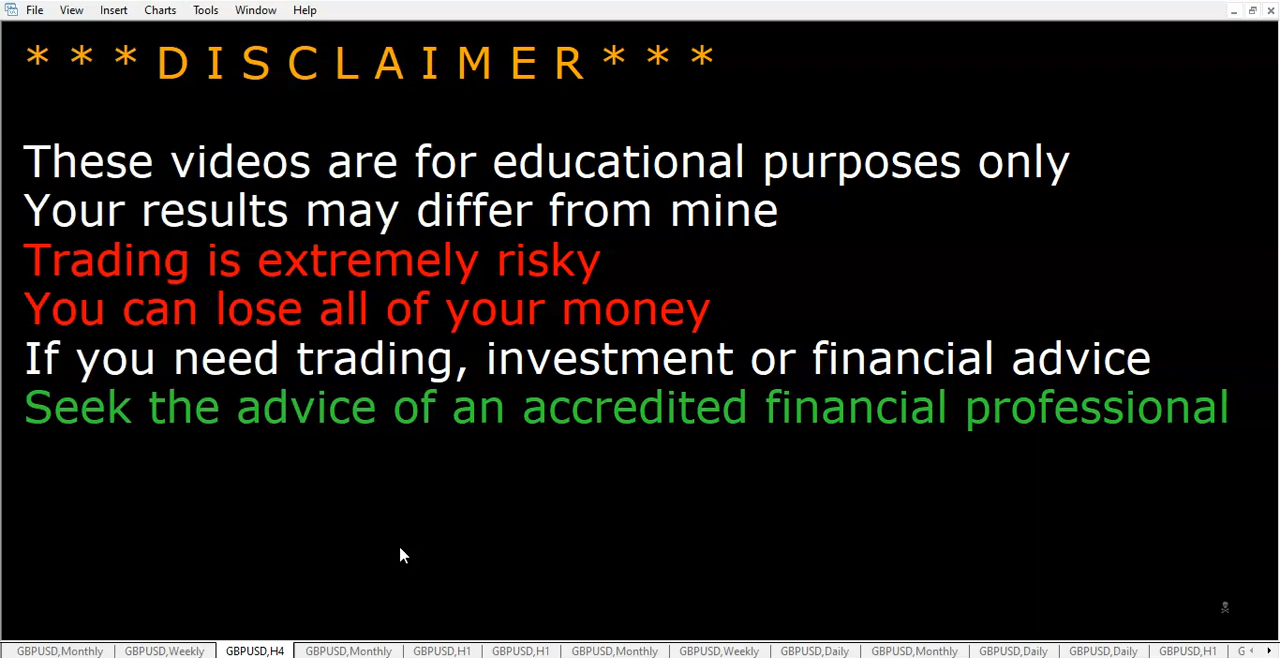 File View Insert Charts Tools Window Help
* * * D I S C L A I M E R * * *
These videos are for educational purposes only
Your results may differ from mine
Trading is extremely risky
You can lose all of your money
If you need trading, investment or financial advice
Seek the advice of an accredited financial professional
GBPUSD,Monthly GBPUSD,Weekly GBPUSD,H4 GBPUSD,Monthly GBPUSD,H1 GBPUSD,H1 GBPUSD,Monthly GBPUSD,Weekly GBPUSD,Daily GBPUSD,Monthly GBPUSD,Daily GBPUSD,Daily GBPUSD,H1 G